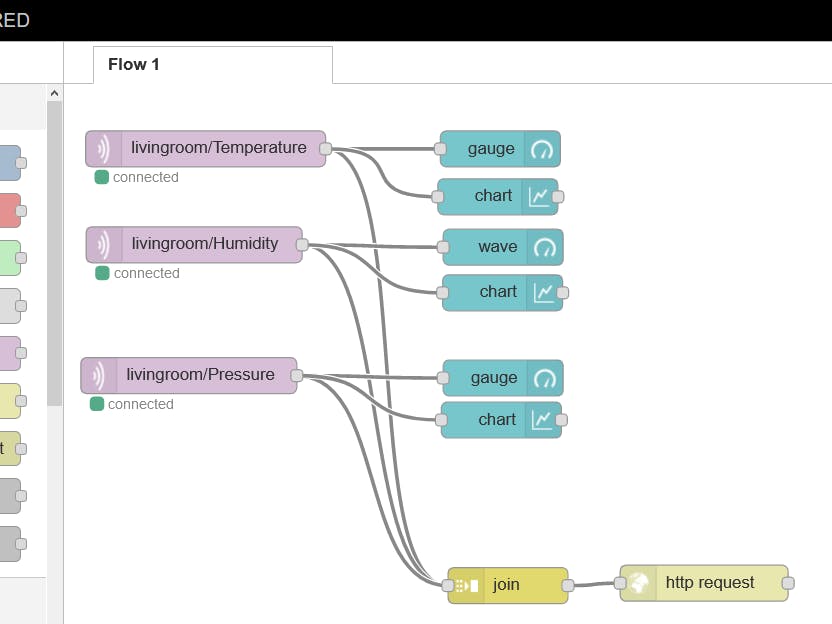 RED
Flow 1
livingroom/Temperature
connected
gauge
chart
livingroom/Humidity
connected
wave
chart
livingroom/Pressure
connected
gauge
chart
t
join
http request